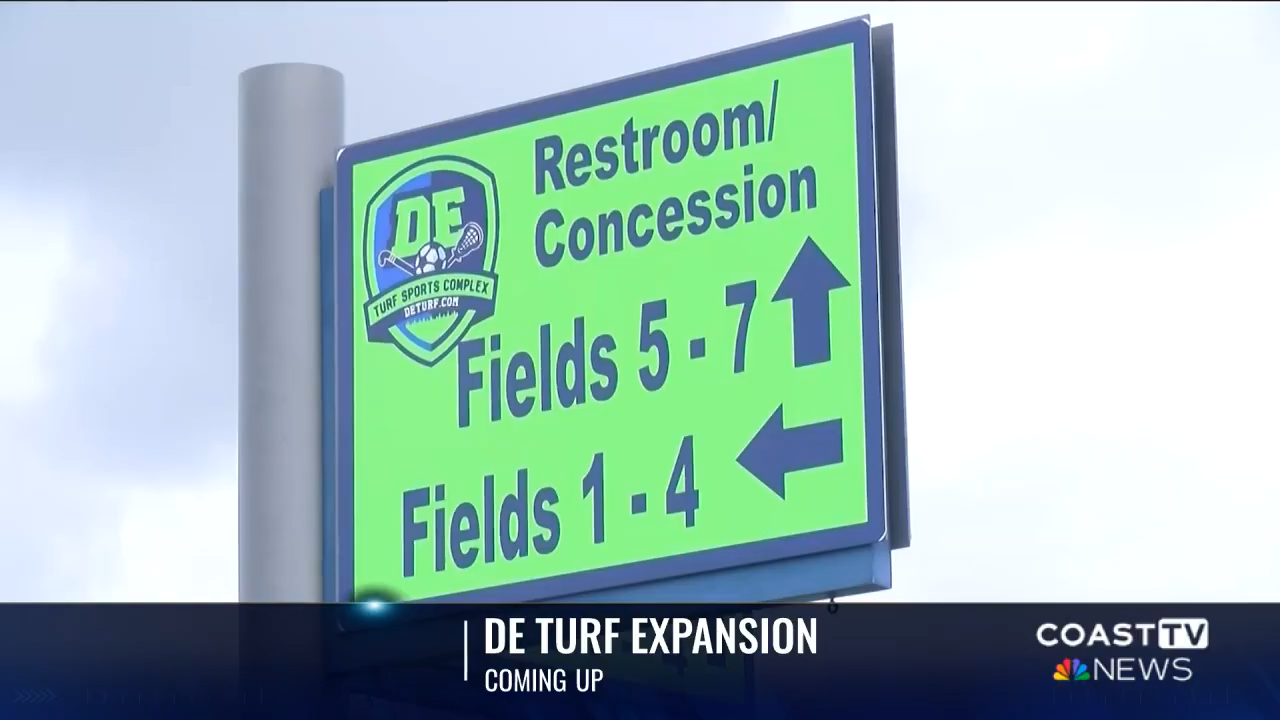 Restroom/
Concession
DE
TURF SPORTS COMPLEX
DETURF.COM
Fields 5 - 7
Fields 1 - 4
DE TURF EXPANSION
COMING UP
COAST TV
NEWS